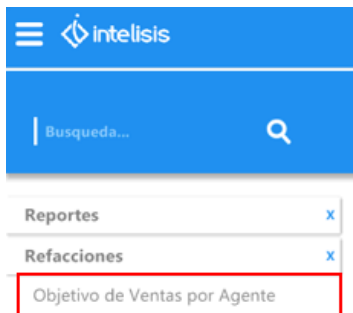 intelisis
Busqueda...
Reportes x
Refacciones x
Objetivo de Ventas por Agente